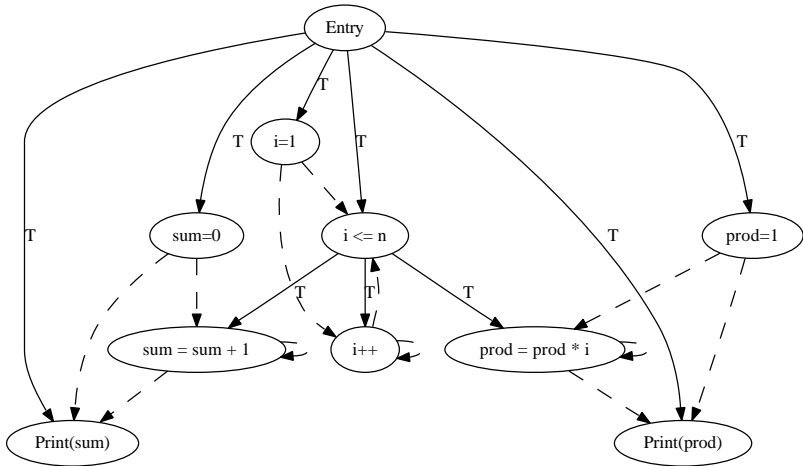 Entry
T
i=1
T
T
T
sum=0
i <= n
T
T
prod=1
T
T
T
sum = sum + 1
i++
prod = prod * i
Print(sum)
Print(prod)